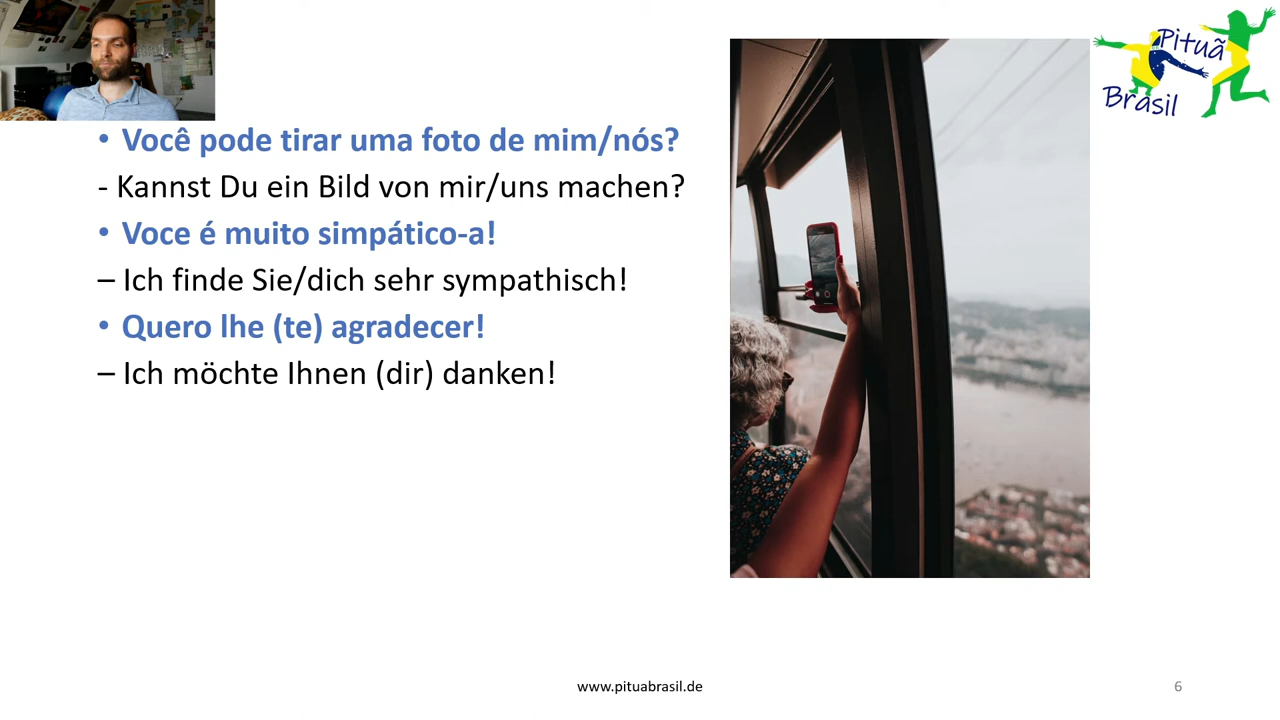 Pituã
Brasil
• Você pode tirar uma foto de mim/nós?
- Kannst Du ein Bild von mir/uns machen?
• Voce é muito simpático-a!
– Ich finde Sie/dich sehr sympathisch!
• Quero lhe (te) agradecer!
– Ich möchte Ihnen (dir) danken!
www.pituabrasil.de
6